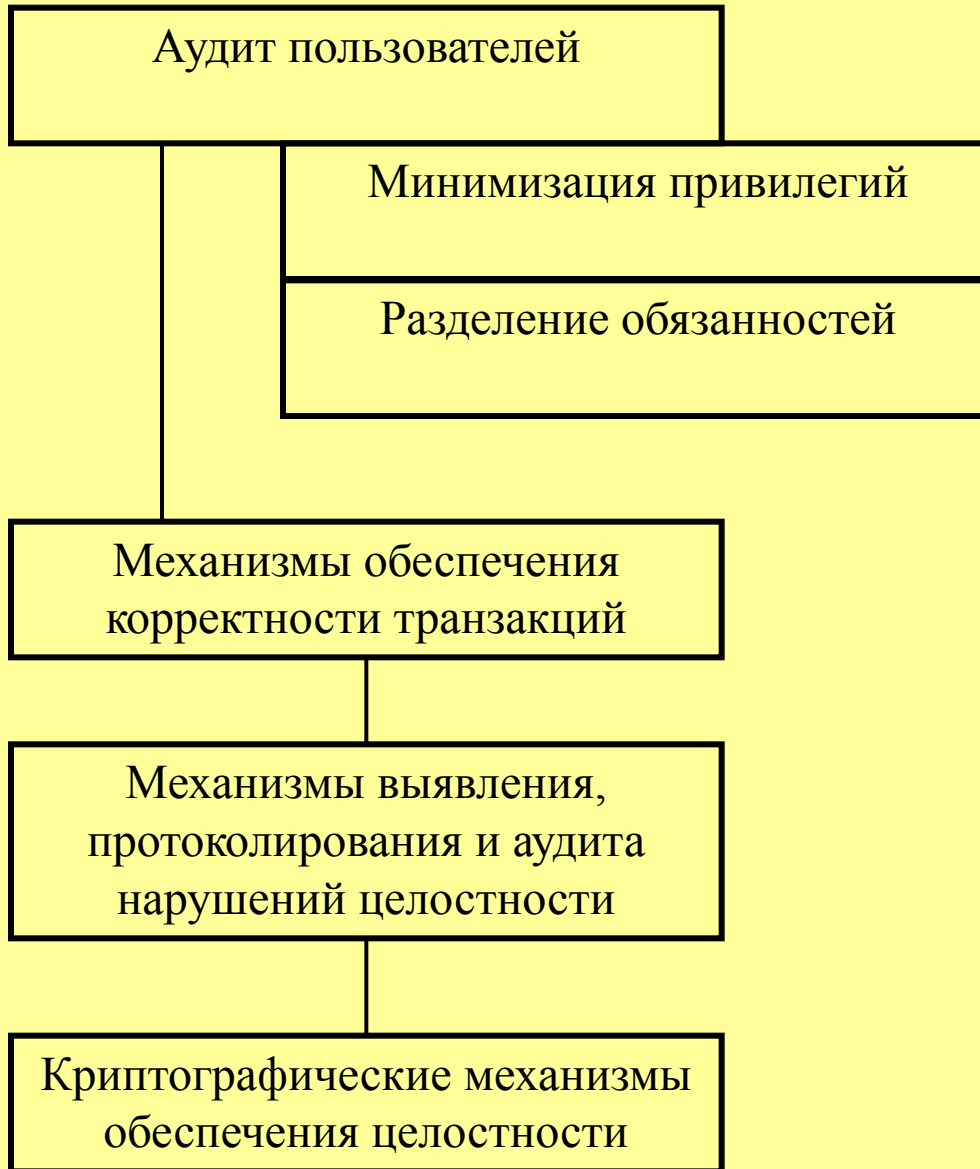 Аудит пользователей
Минимизация привилегий
Разделение обязанностей
Механизмы обеспечения
корректности транзакций
Механизмы выявления,
протоколирования и аудита
нарушений целостности
Криптографические механизмы
обеспечения целостности